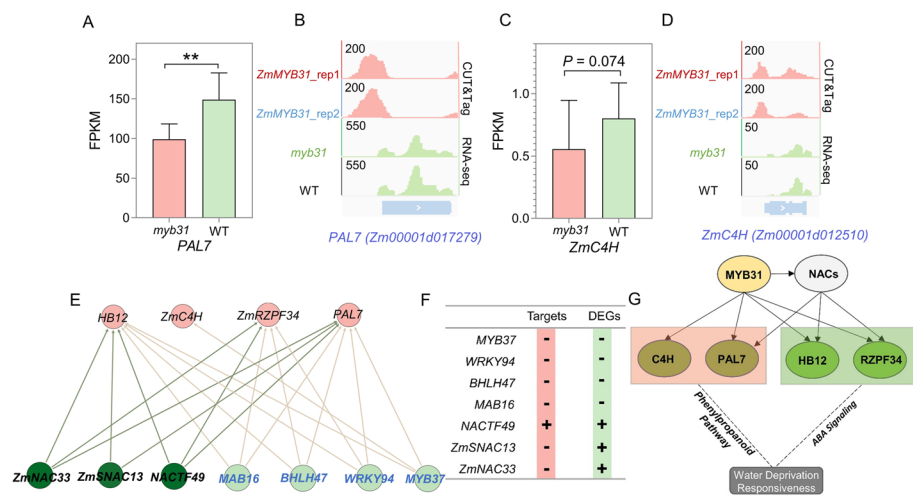 A
FPKM
200
150
100
50
0
**
myb31
WT
PAL7
B
ZmMYB31_rep1
ZmMYB31_rep2
myb31
WT
200
200
550
550
CUT&Tag
RNA-seq
PAL7 (Zm00001d017279)
C
FPKM
1.0
0.5
0.0
P = 0.074
myb31
WT
ZmC4H
D
ZmMYB31_rep1
ZmMYB31_rep2
myb31
WT
200
200
50
50
CUT&Tag
RNA-seq
ZmC4H (Zm00001d012510)
E
HB12
ZmC4H
ZmRZPF34
PAL7
ZmNAC33
ZmSNAC13
NACTF49
MAB16
BHLH47
WRKY94
MYB37
F
Targets DEGs
MYB37 - -
WRKY94 - -
BHLH47 - -
MAB16 - -
NACTF49 + +
ZmSNAC13 - +
ZmNAC33 - +
G
MYB31
NACs
C4H
PAL7
HB12
RZPF34
Phenylpropanoid
Pathway
ABA Signaling
Water Deprivation
Responsiveness